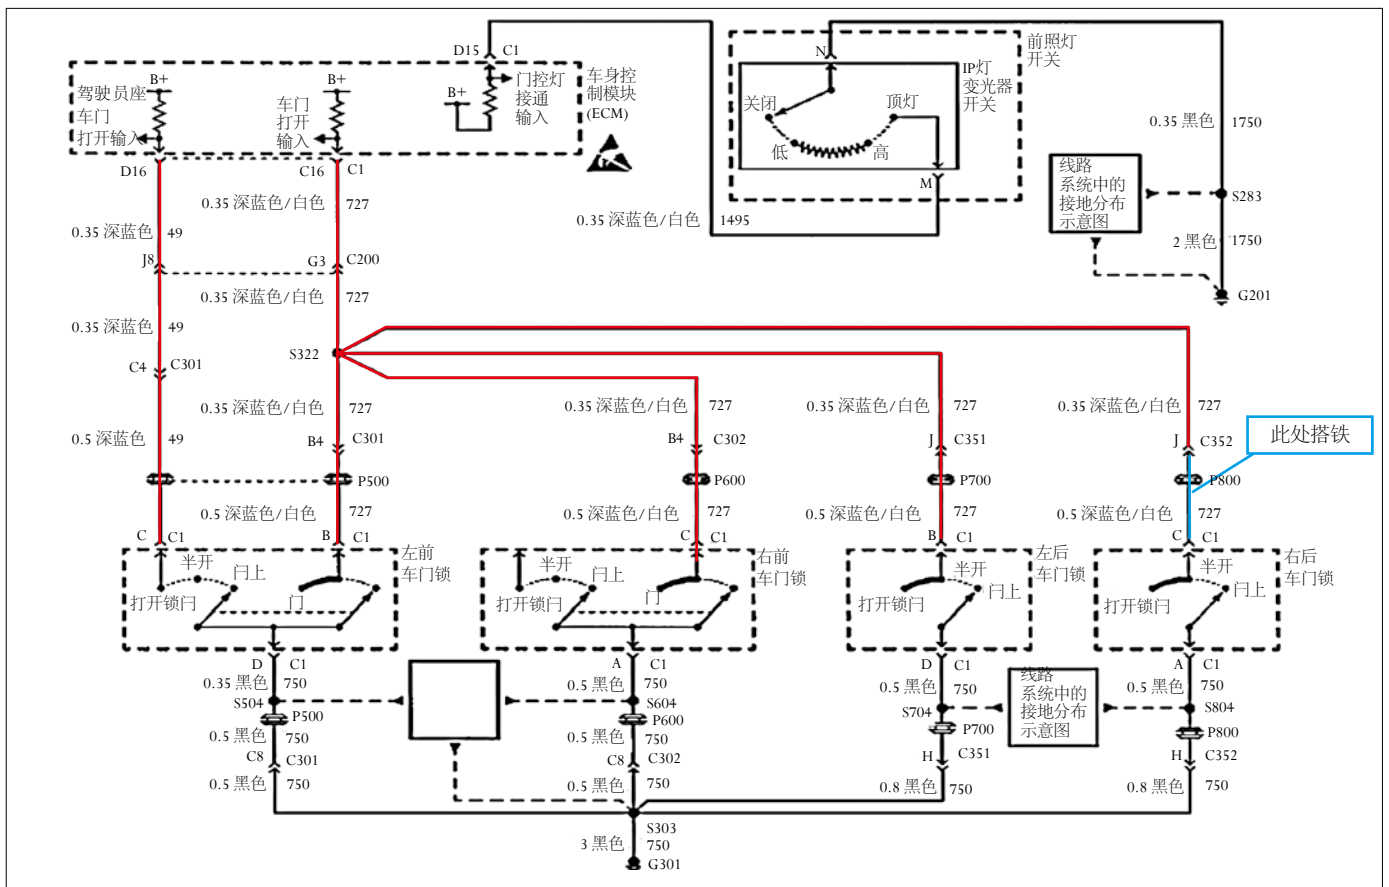 D15 C1
N
前照灯
开关
B+
B+
B+
驾驶员座
车门
打开输入
车门
打开
输入
门控灯
接通
输入
车身控
制模块
(ECM)
IP灯
变光器
开关
关闭
顶灯
低
高
M
D16
C16 C1
0.35 深蓝色/白色 727
0.35 深蓝色 49
0.35 深蓝色/白色 1495
0.35 黑色 1750
线路
系统中的
接地分布
示意图
S283
2 黑色 1750
G201
J8
G3 C200
0.35 深蓝色/白色 727
0.35 深蓝色 49
S322
C4 C301
0.35 深蓝色/白色 727
0.35 深蓝色/白色 727
0.35 深蓝色/白色 727
0.35 深蓝色/白色 727
此处搭铁
0.5 深蓝色 49
B4 C301
B4 C302
J C351
J C352
P500
P600
P700
P800
0.5 深蓝色/白色 727
0.5 深蓝色/白色 727
0.5 深蓝色/白色 727
0.5 深蓝色/白色 727
C C1
B C1
C C1
B C1
C C1
半开
闩上
打开锁闩
门
左前
车门锁
半开
闩上
打开锁闩
门
右前
车门锁
半开
闩上
打开锁闩
左后
车门锁
半开
闩上
打开锁闩
右后
车门锁
D C1
A C1
D C1
A C1
0.35 黑色 750
0.5 黑色 750
0.5 黑色 750
0.5 黑色 750
线路
系统中的
接地分布
示意图
S504
S604
S704
S804
P500
P600
P700
P800
0.5 黑色 750
0.5 黑色 750
C8 C301
C8 C302
H C351
H C352
0.5 黑色 750
0.5 黑色 750
0.8 黑色 750
0.8 黑色 750
S303
3 黑色 750
G301